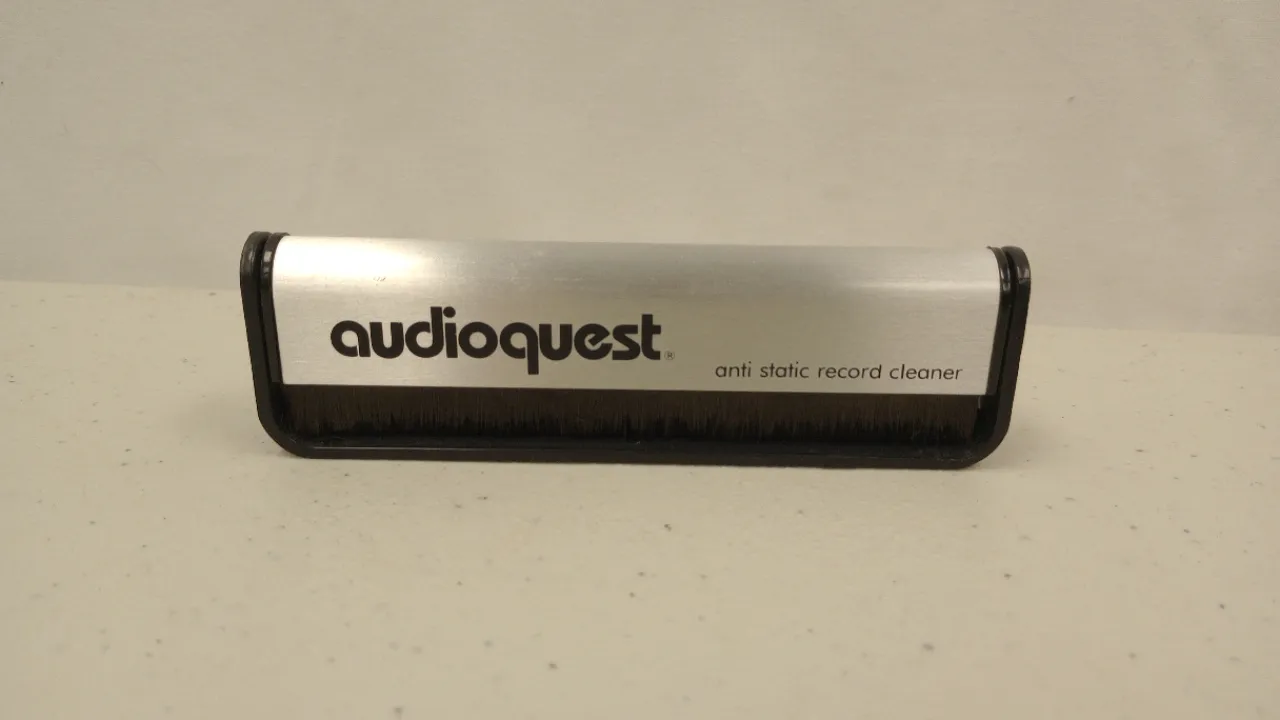 audioquest®
anti static record cleaner